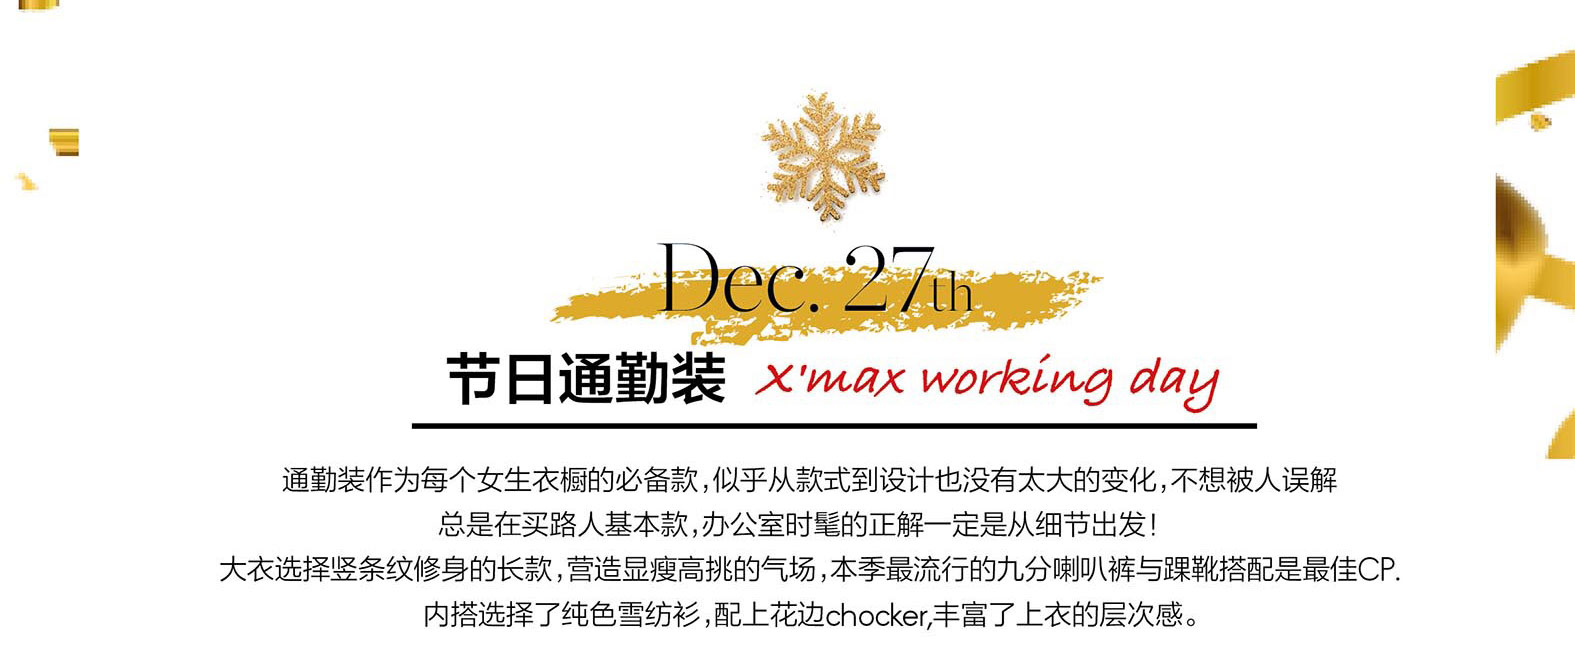 Dec. 27th
节日通勤装 X'max working day
通勤装作为每个女生衣橱的必备款,似乎从款式到设计也没有太大的变化,不想被人误解
总是在买路人基本款,办公室时髦的正解一定是从细节出发!
大衣选择竖条纹修身的长款,营造显瘦高挑的气场,本季最流行的九分喇叭裤与踝靴搭配是最佳CP.
内搭选择了纯色雪纺衫,配上花边chocker,丰富了上衣的层次感。